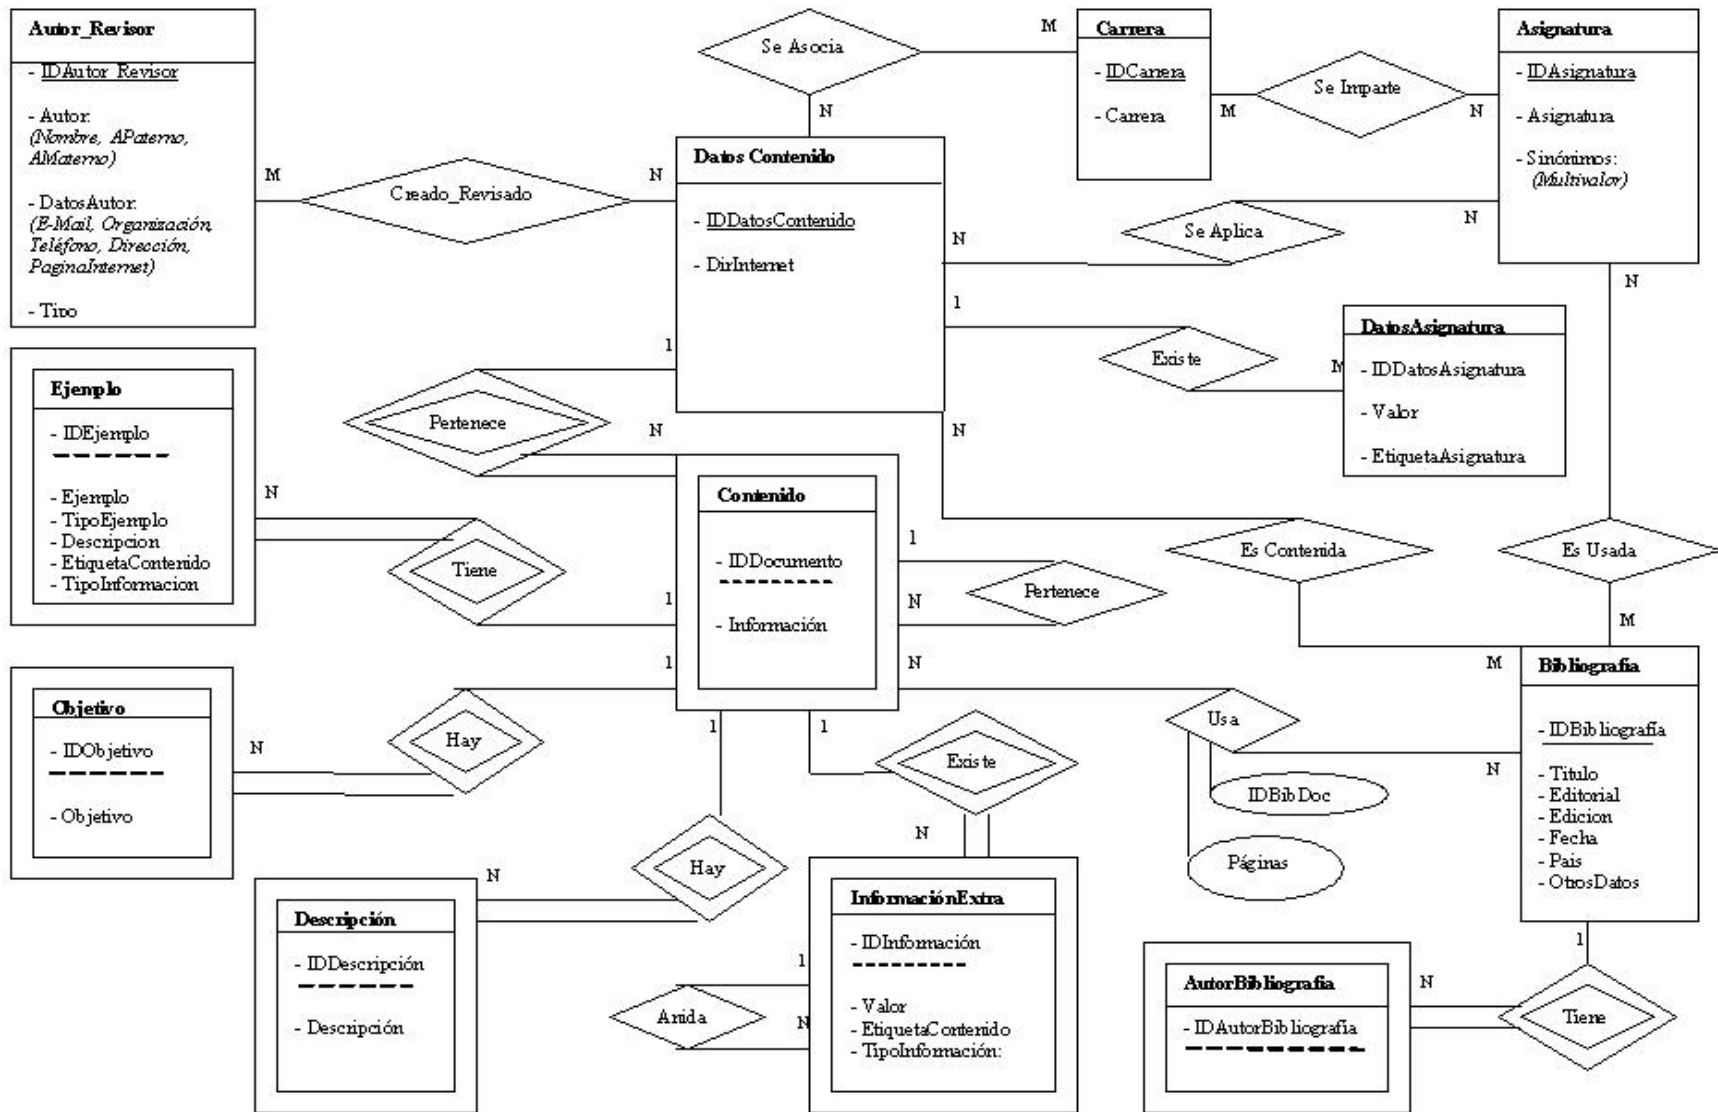 Autor_Revisor
- IDAutor_Revisor
- Autor:
(Nombre, APaterno,
AMaterno)
- DatosAutor:
(E-Mail, Organización,
Teléfono, Dirección,
PaginaInternet)
- Tipo
M
Creado_Revisado
N
Se Asocia
M
N
Carrera
- IDCarrera
- Carrera
M
Se Imparte
N
Asignatura
- IDAsignatura
- Asignatura
- Sinónimos:
(Multivalor)
Datos Contenido
- IDDatosContenido
- DirInternet
N
Se Aplica
N
N
1
Existe
M
DatosAsignatura
- IDDatosAsignatura
- Valor
- EtiquetaAsignatura
1
Pertenece
N
N
Ejemplo
- IDEjemplo
- Ejemplo
- TipoEjemplo
- Descripcion
- EtiquetaContenido
- TipoInformacion
N
Tiene
1
Contenido
- IDDocumento
- Información
1
Pertenece
N
Es Contenida
M
Es Usada
M
Objetivo
- IDObjetivo
- Objetivo
N
Hay
1
1
1
N
Usa
N
IDBibDoc
Páginas
Bibliografia
- IDBibliografía
- Titulo
- Editorial
- Edicion
- Fecha
- Pais
- OtrosDatos
1
Existe
N
Hay
N
Descripción
- IDDescripción
- Descripción
InformaciónExtra
- IDInformación
- Valor
- EtiquetaContenido
- TipoInformación:
1
Anida
N
AutorBibliografia
- IDAutorBibliografía
N
Tiene